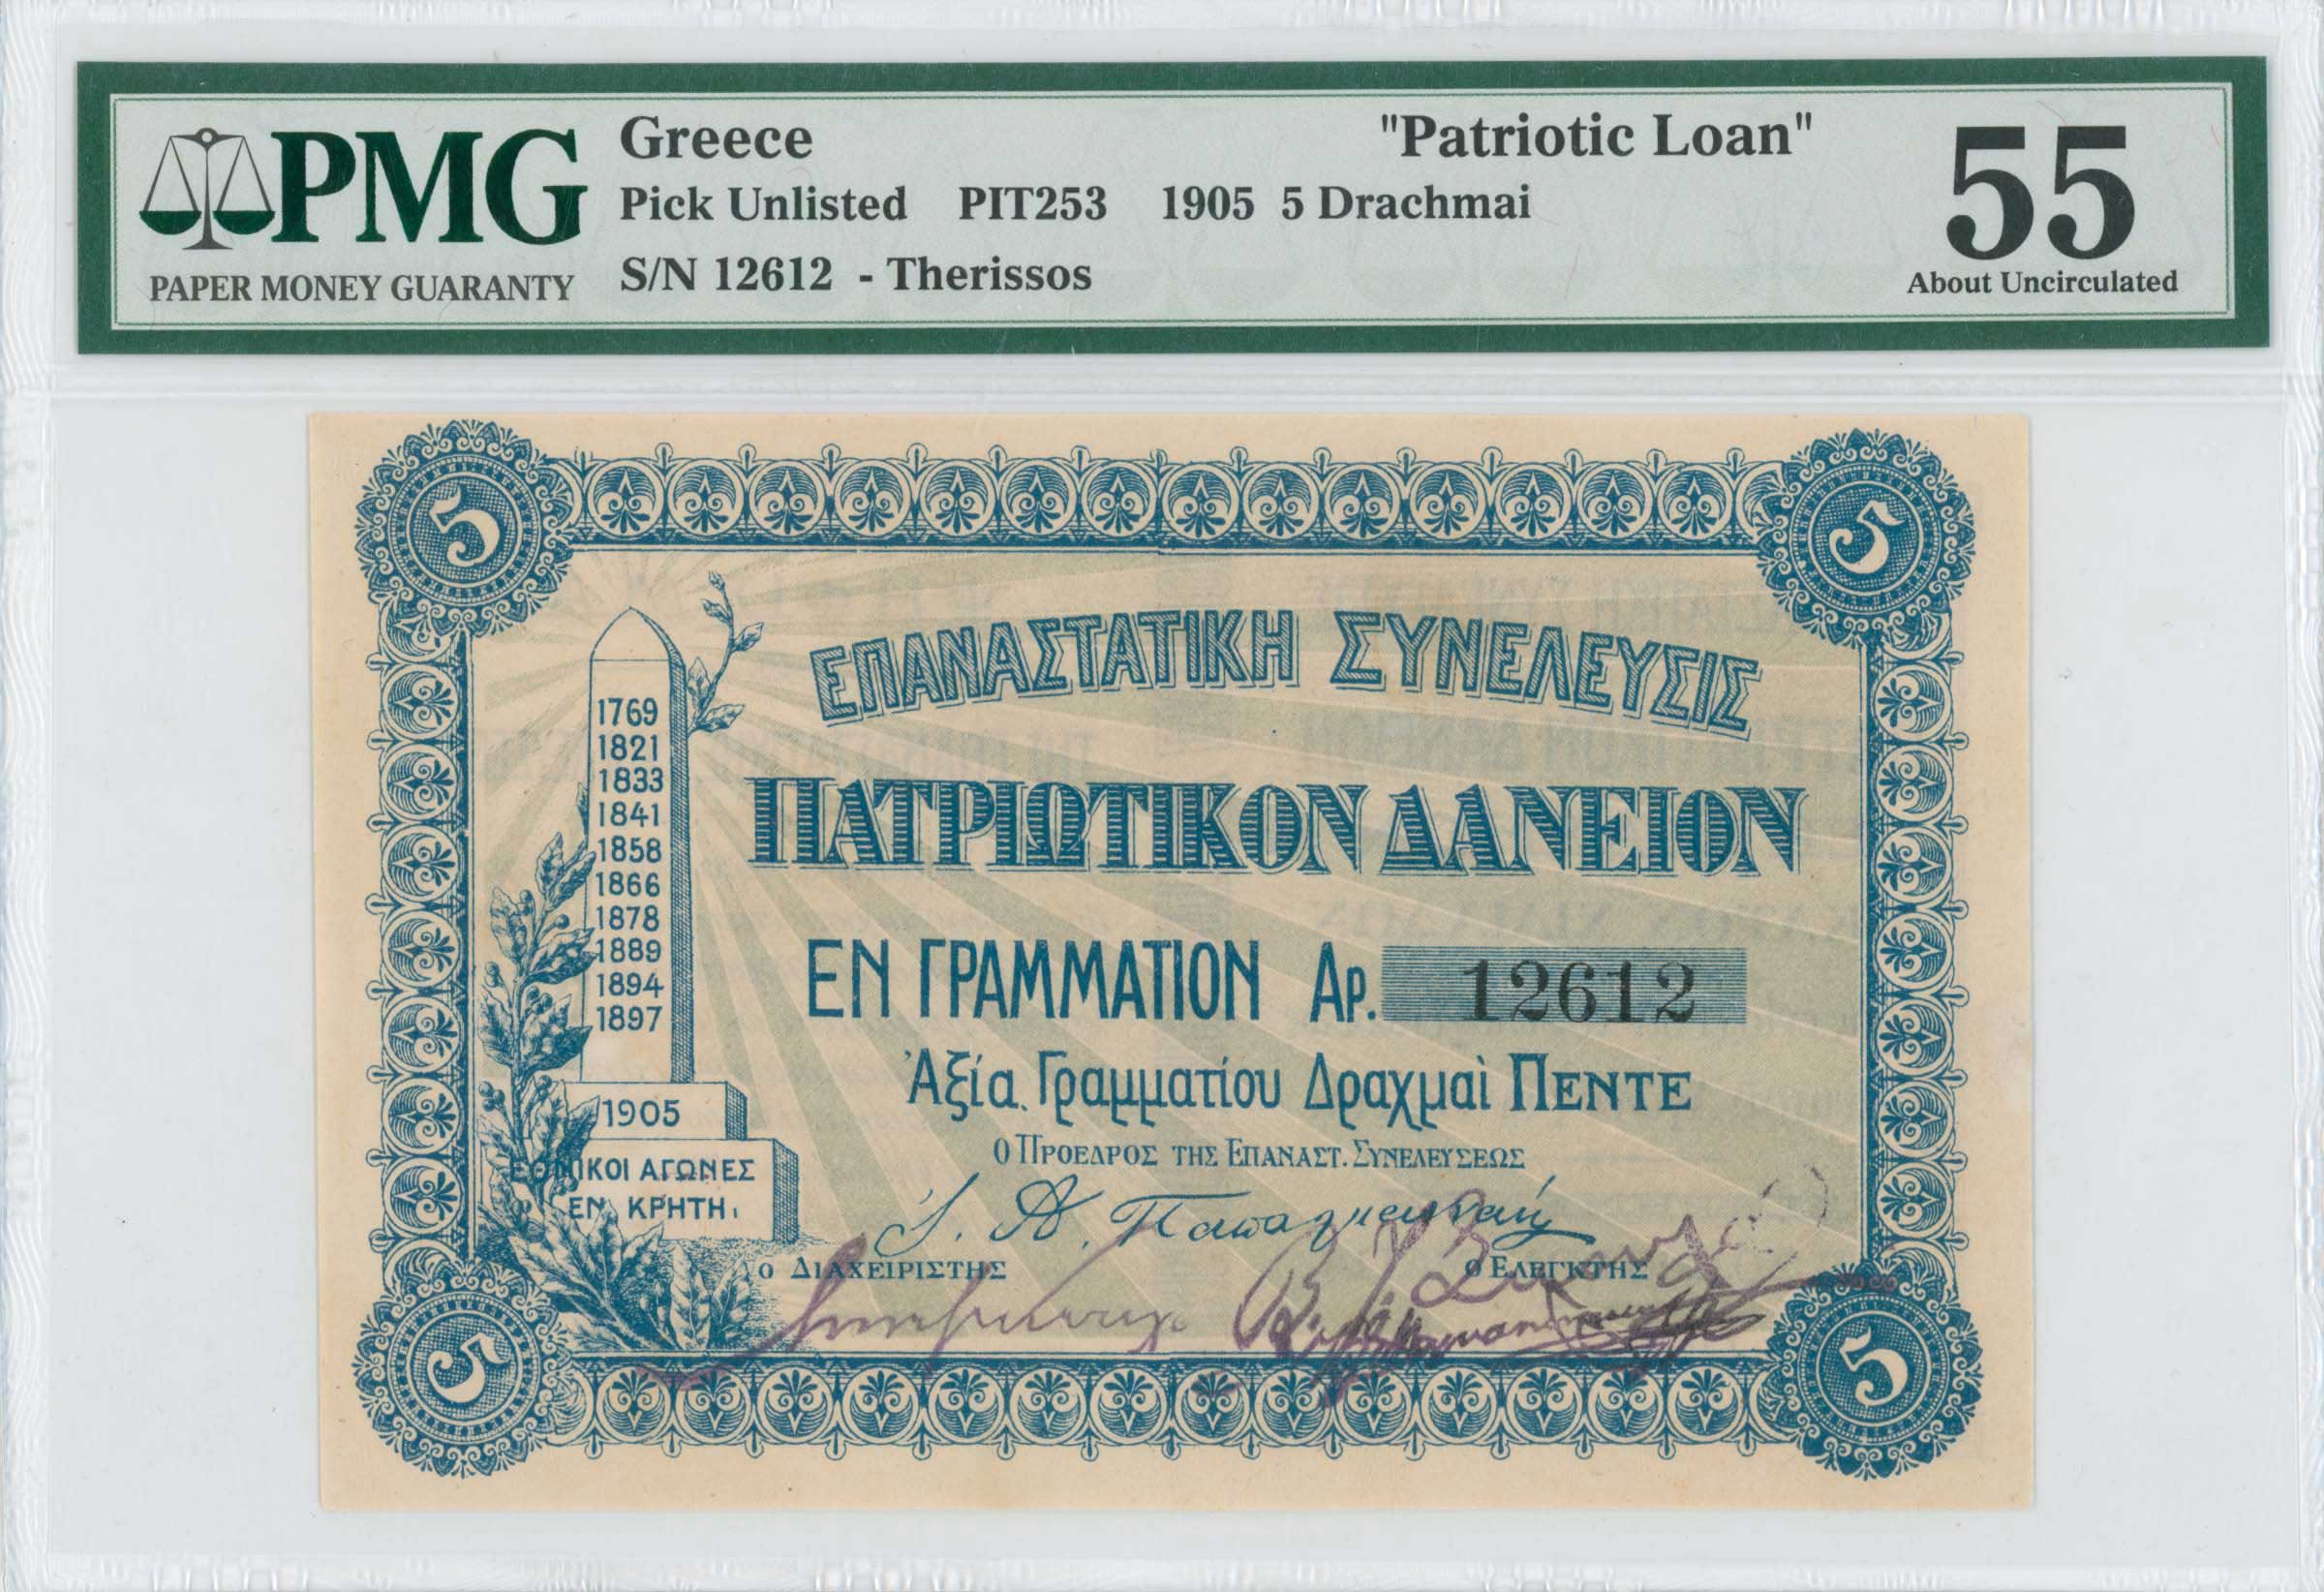 PMG
PAPER MONEY GUARANTY
Greece "Patriotic Loan"
Pick Unlisted PIT253 1905 5 Drachmai
S/N 12612 - Therissos
55
About Uncirculated
5 5
ΕΠΑΝΑΣΤΑΤΙΚΗ ΣΥΝΕΛΕΥΣΙΣ
ΠΑΤΡΙΩΤΙΚΟΝ ΔΑΝΕΙΟΝ
ΕΝ ΓΡΑΜΜΑΤΙΟΝ ΑΡ. 12612
Ἀξία Γραμματίου Δραχμαὶ ΠΕΝΤΕ
Ο ΠΡΟΕΔΡΟΣ ΤΗΣ ΕΠΑΝΑΣΤ. ΣΥΝΕΛΕΥΣΕΩΣ
Ο ΔΙΑΧΕΙΡΙΣΤΗΣ Ο ΕΛΕΓΚΤΗΣ
1769
1821
1833
1841
1858
1866
1878
1889
1894
1897
1905
ΕΘΝΙΚΟΙ ΑΓΩΝΕΣ
ΕΝ ΚΡΗΤΗ
5 5